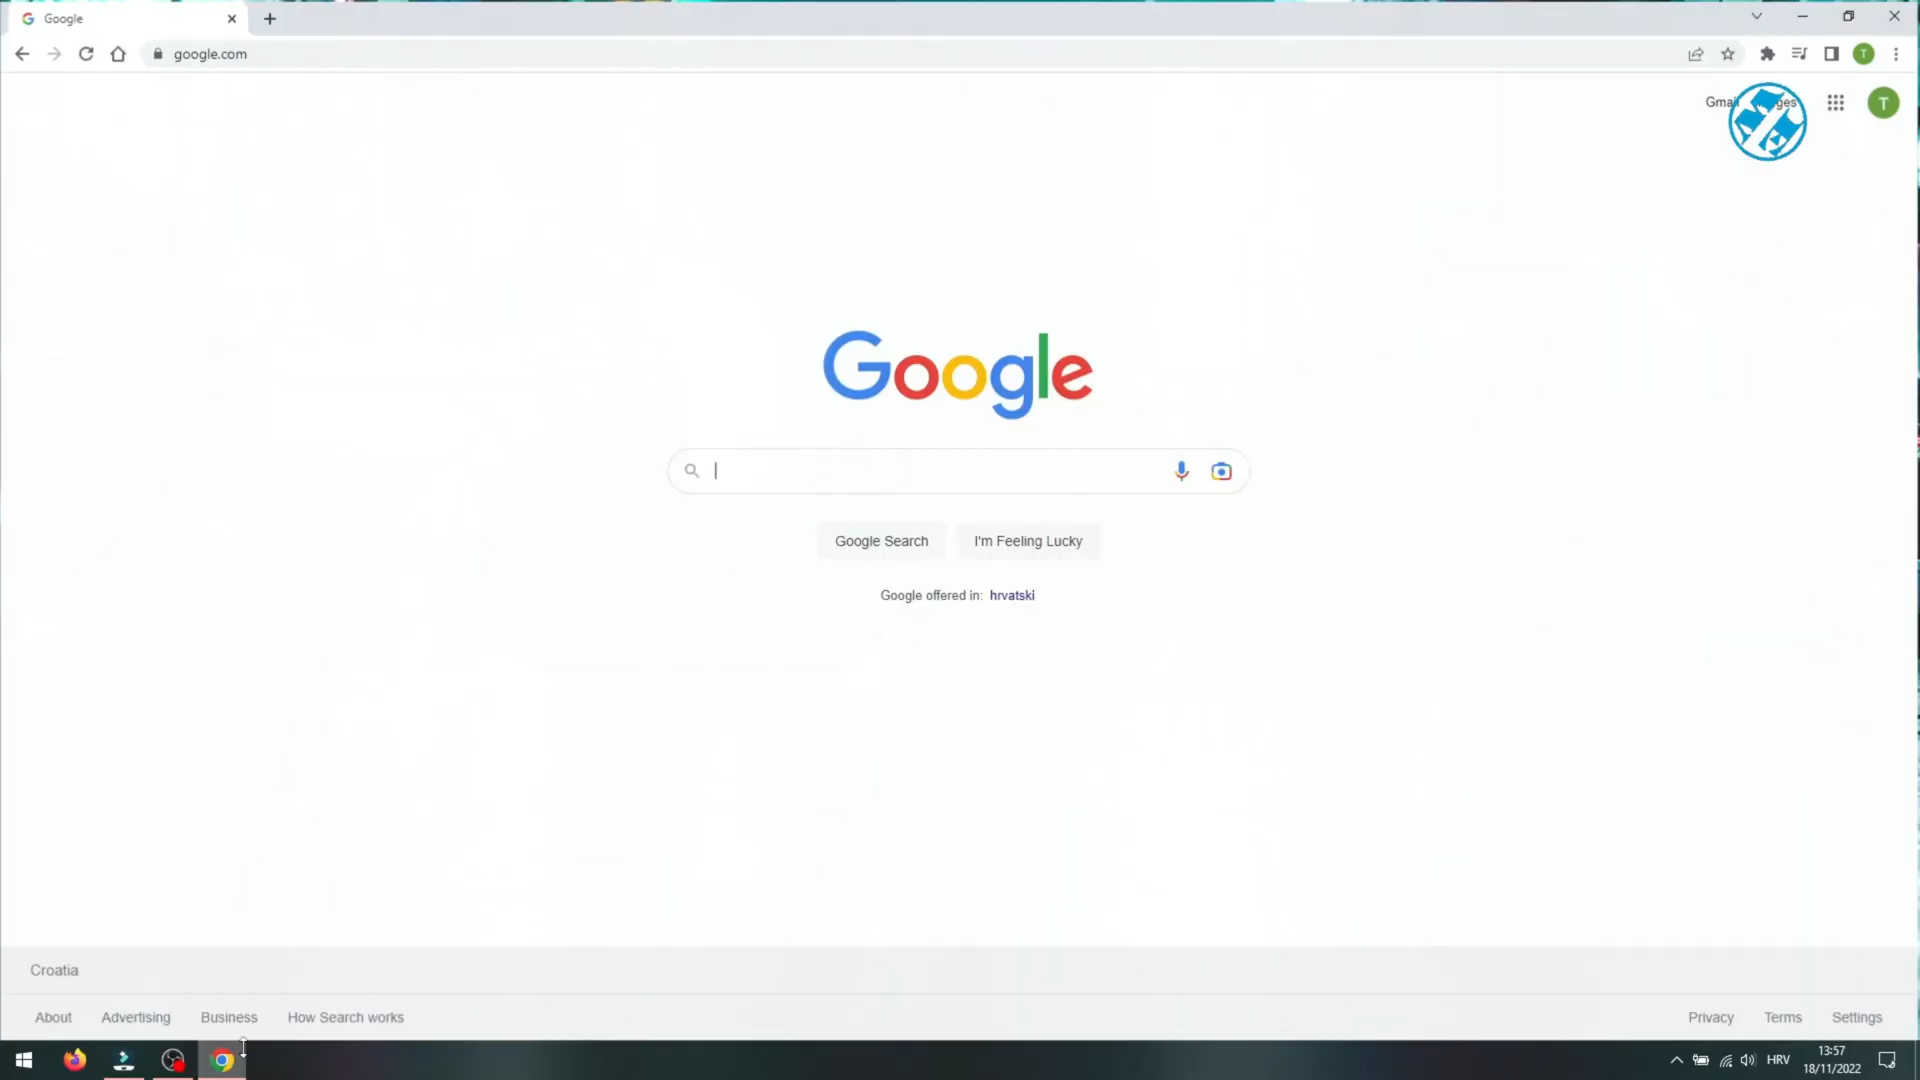 Google
google.com
Gmail
T
T
Google
Google Search
I'm Feeling Lucky
Google offered in: hrvatski
Croatia
About Advertising Business How Search works
Privacy Terms Settings
HRV
13:57
18/11/2022